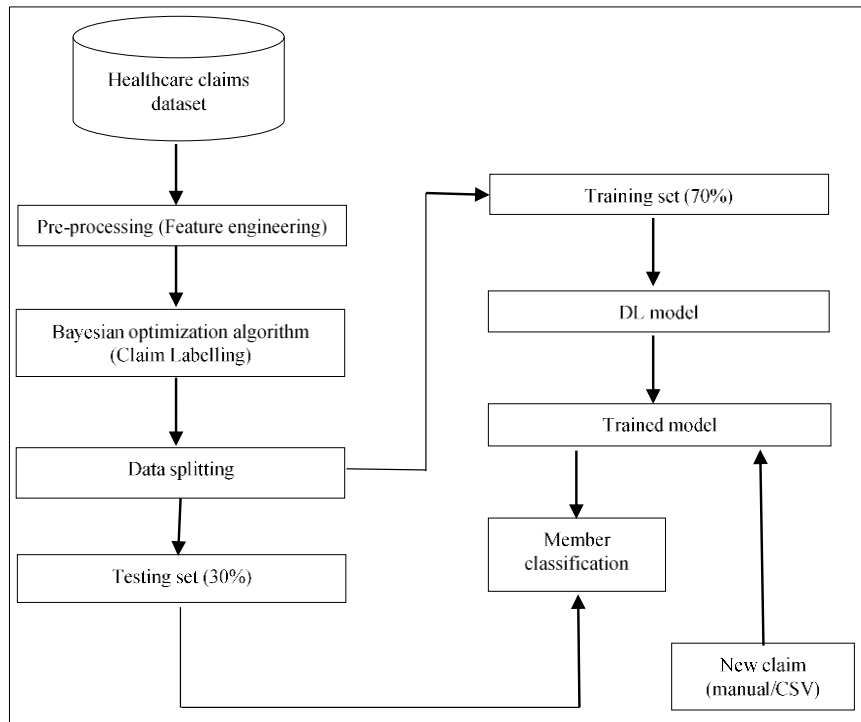 Healthcare claims
dataset
Pre-processing (Feature engineering)
Bayesian optimization algorithm
(Claim Labelling)
Data splitting
Testing set (30%)
Training set (70%)
DL model
Trained model
Member
classification
New claim
(manual/CSV)